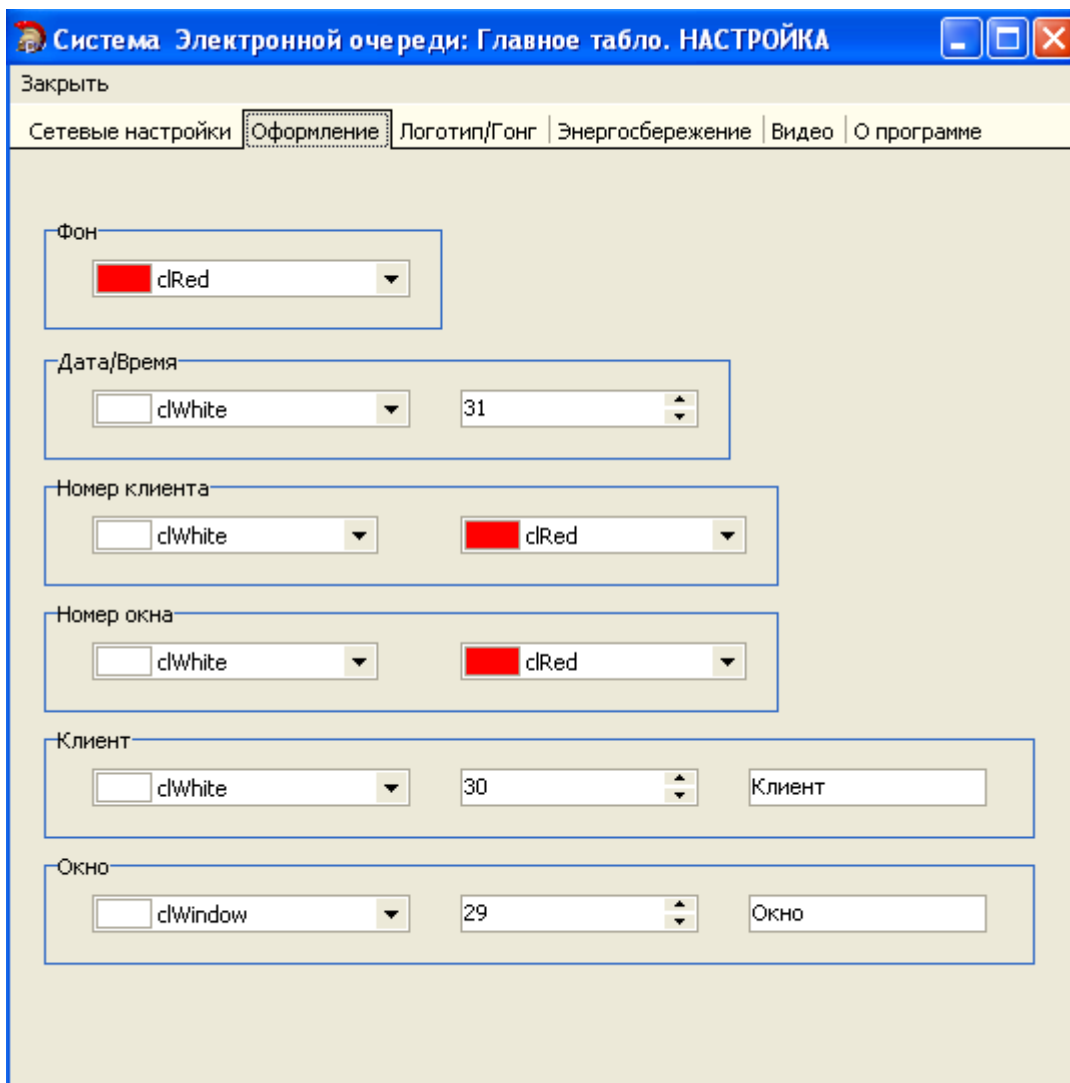 Система Электронной очереди: Главное табло. НАСТРОЙКА
Закрыть
Сетевые настройки Оформление Логотип/Гонг Энергосбережение Видео О программе
Фон
clRed
Дата/Время
clWhite 31
Номер клиента
clWhite clRed
Номер окна
clWhite clRed
Клиент
clWhite 30 Клиент
Окно
clWindow 29 Окно